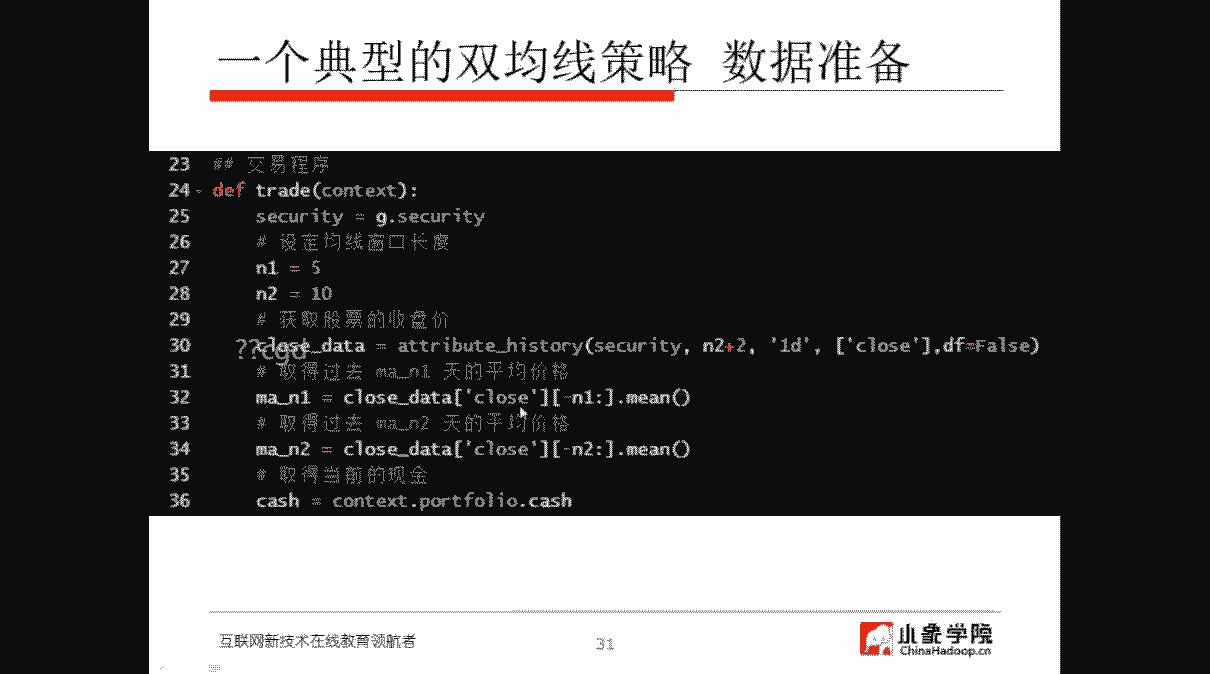 一个典型的双均线策略 数据准备
23 ## 交易程序
24 - def trade(context):
25 security = g.security
26 # 设定均线窗口长度
27 n1 = 5
28 n2 = 10
29 # 获取股票的收盘价
30 close_data = attribute_history(security, n2+2, '1d', ['close'],df=False)
??cgd
31 # 取得过去 ma_n1 天的平均价格
32 ma_n1 = close_data['close'][-n1:].mean()
33 # 取得过去 ma_n2 天的平均价格
34 ma_n2 = close_data['close'][-n2:].mean()
35 # 取得当前的现金
36 cash = context.portfolio.cash
互联网新技术在线教育领航者
31
小象学院
ChinaHadoop.cn